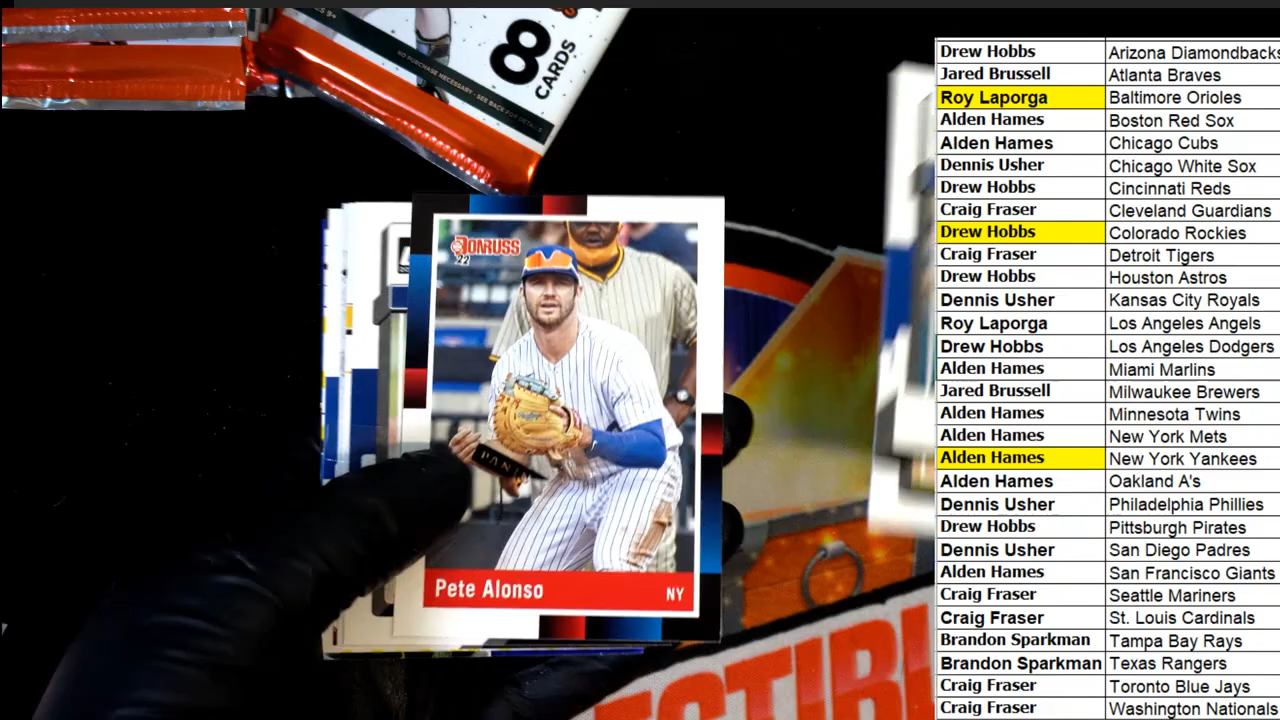 8
CARDS
NO PURCHASE NECESSARY - SEE BACK FOR DETAILS
DONRUSS
22
PANINI
Pete Alonso NY
Drew Hobbs Arizona Diamondbacks
Jared Brussell Atlanta Braves
Roy Laporga Baltimore Orioles
Alden Hames Boston Red Sox
Alden Hames Chicago Cubs
Dennis Usher Chicago White Sox
Drew Hobbs Cincinnati Reds
Craig Fraser Cleveland Guardians
Drew Hobbs Colorado Rockies
Craig Fraser Detroit Tigers
Drew Hobbs Houston Astros
Dennis Usher Kansas City Royals
Roy Laporga Los Angeles Angels
Drew Hobbs Los Angeles Dodgers
Alden Hames Miami Marlins
Jared Brussell Milwaukee Brewers
Alden Hames Minnesota Twins
Alden Hames New York Mets
Alden Hames New York Yankees
Alden Hames Oakland A's
Dennis Usher Philadelphia Phillies
Drew Hobbs Pittsburgh Pirates
Dennis Usher San Diego Padres
Alden Hames San Francisco Giants
Craig Fraser Seattle Mariners
Craig Fraser St. Louis Cardinals
Brandon Sparkman Tampa Bay Rays
Brandon Sparkman Texas Rangers
Craig Fraser Toronto Blue Jays
Craig Fraser Washington Nationals